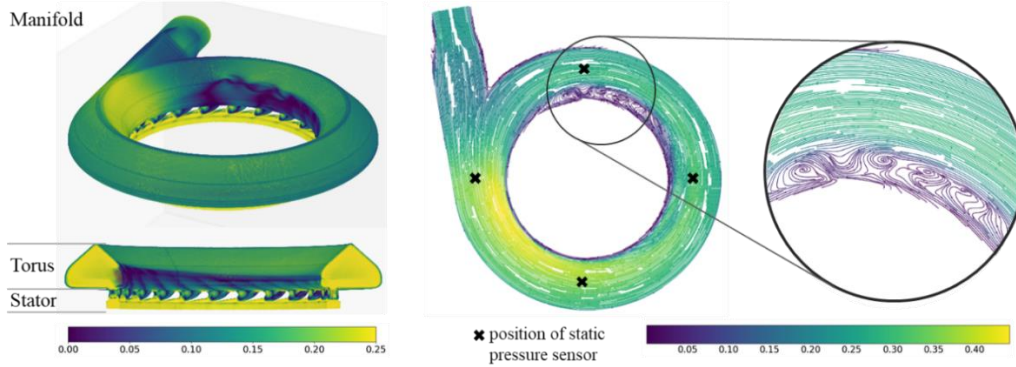 Manifold
Torus
Stator
0.00 0.05 0.10 0.15 0.20 0.25
position of static
pressure sensor
0.05 0.10 0.15 0.20 0.25 0.30 0.35 0.40